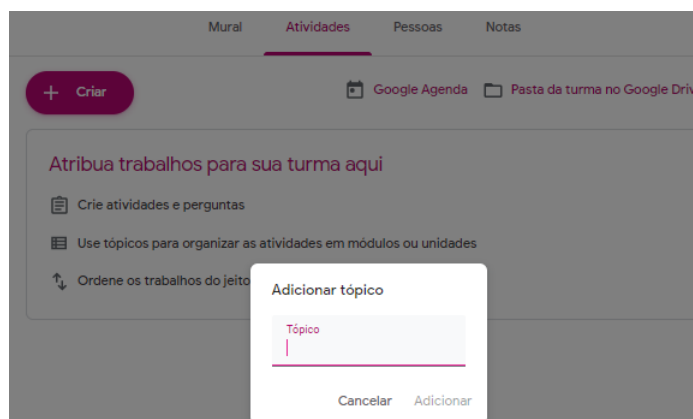 Mural Atividades Pessoas Notas
+ Criar
Google Agenda Pasta da turma no Google
Atribua trabalhos para sua turma aqui
Crie atividades e perguntas
Use tópicos para organizar as atividades em módulos ou unidades
Ordene os trabalhos do jeito
Adicionar tópico
Tópico
Cancelar Adicionar